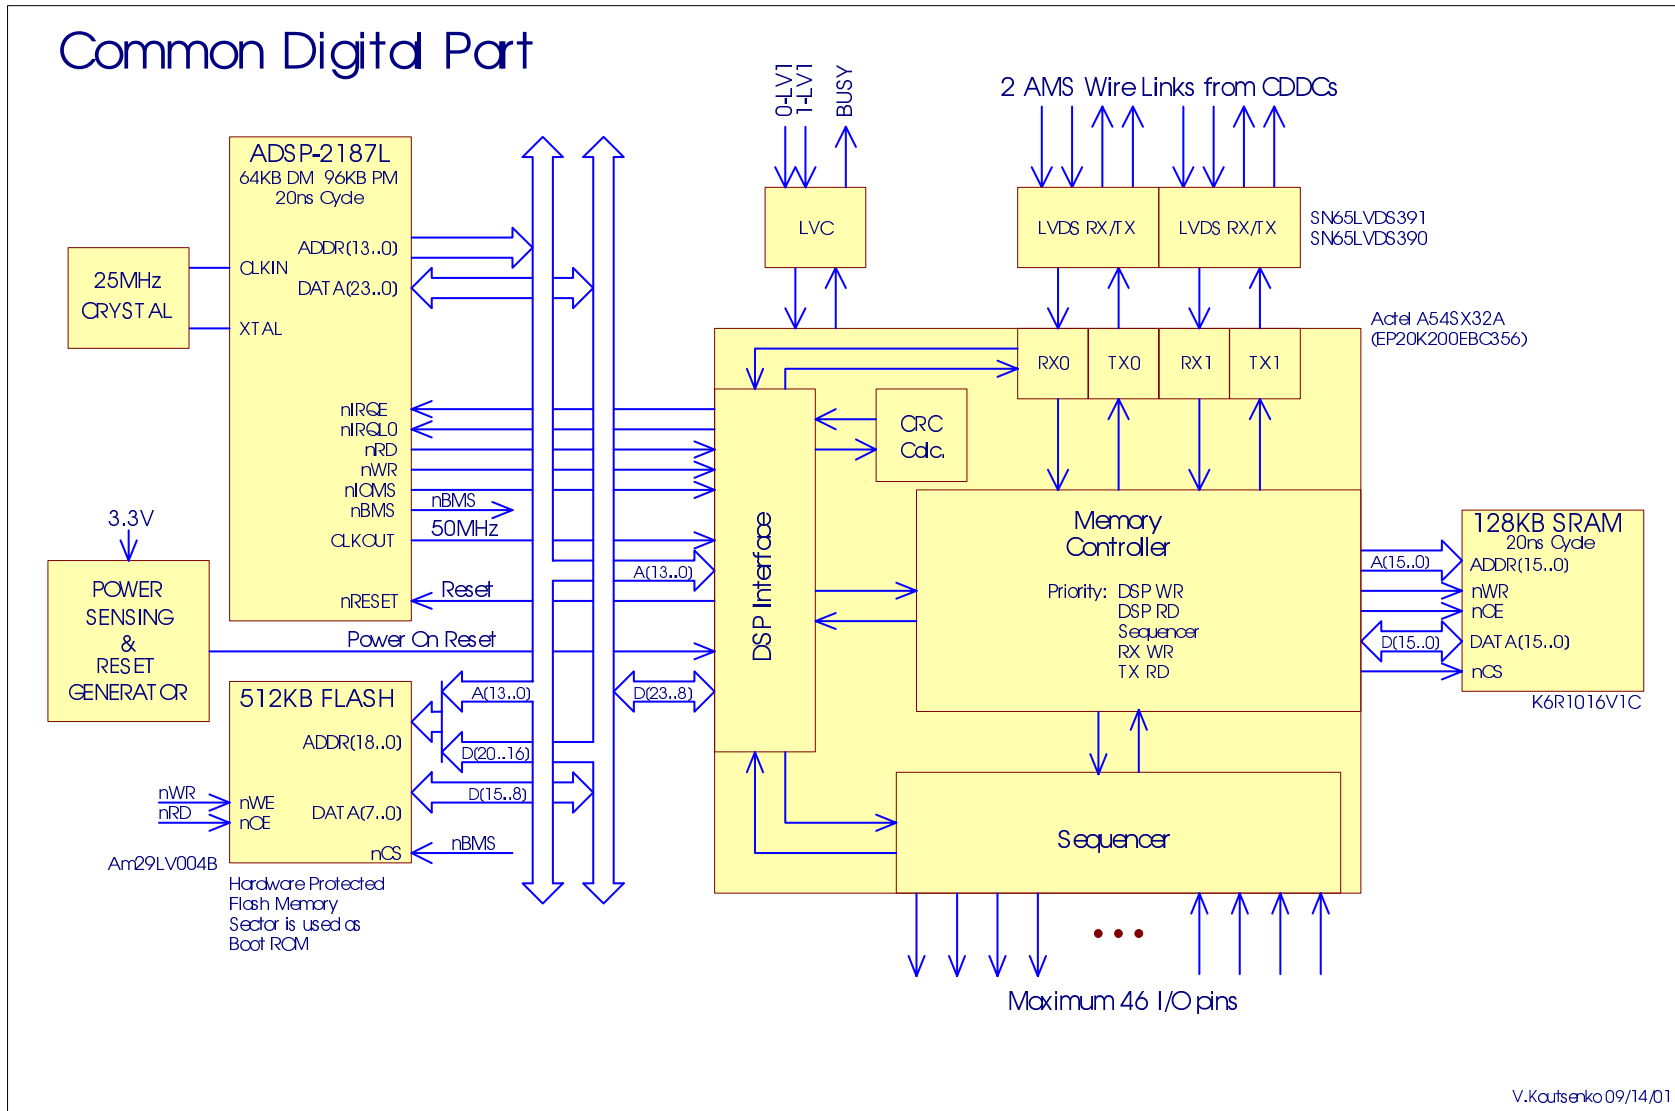 Common Digital Part
0-LV1
1-LV1
BUSY
2 AMS Wire Links from CDDCs
ADSP-2187L
64KB DM 96KB PM
20ns Cycle
ADDR(13..0)
CLKIN
DATA(23..0)
XTAL
25MHz
CRYSTAL
LVC
LVDS RX/TX
LVDS RX/TX
SN65LVDS391
SN65LVDS390
Actel A54SX32A
(EP20K200EBC356)
RX0
TX0
RX1
TX1
nIRQE
nIRQL0
nRD
nWR
nIOMS
nBMS
nBMS
50MHz
CLKOUT
A(13..0)
nRESET
Reset
CRC
Calc.
DSP Interface
Memory
Controller
Priority: DSP WR
DSP RD
Sequencer
RX WR
TX RD
128KB SRAM
20ns Cycle
ADDR(15..0)
A(15..0)
nWR
nOE
D(15..0)
DATA(15..0)
nCS
K6R1016V1C
3.3V
POWER
SENSING
&
RESET
GENERATOR
Power On Reset
512KB FLASH
A(13..0)
D(23..8)
ADDR(18..0)
D(20..16)
D(15..8)
nWR
nRD
nWE
nOE
DATA(7..0)
nCS
nBMS
Am29LV004B
Hardware Protected
Flash Memory
Sector is used as
Boot ROM
Sequencer
Maximum 46 I/O pins
V.Koutsenko 09/14/01